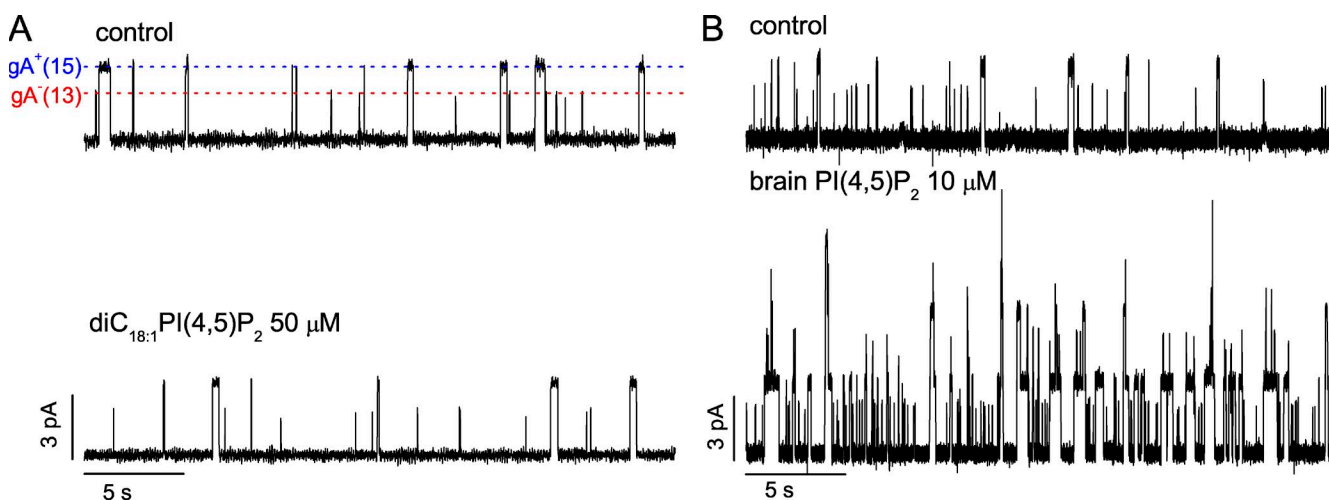 A
control
gA⁺(15)
gA⁻(13)
diC₁₈:₁PI(4,5)P₂ 50 μM
3 pA
5 s
B
control
brain PI(4,5)P₂ 10 μM
3 pA
5 s